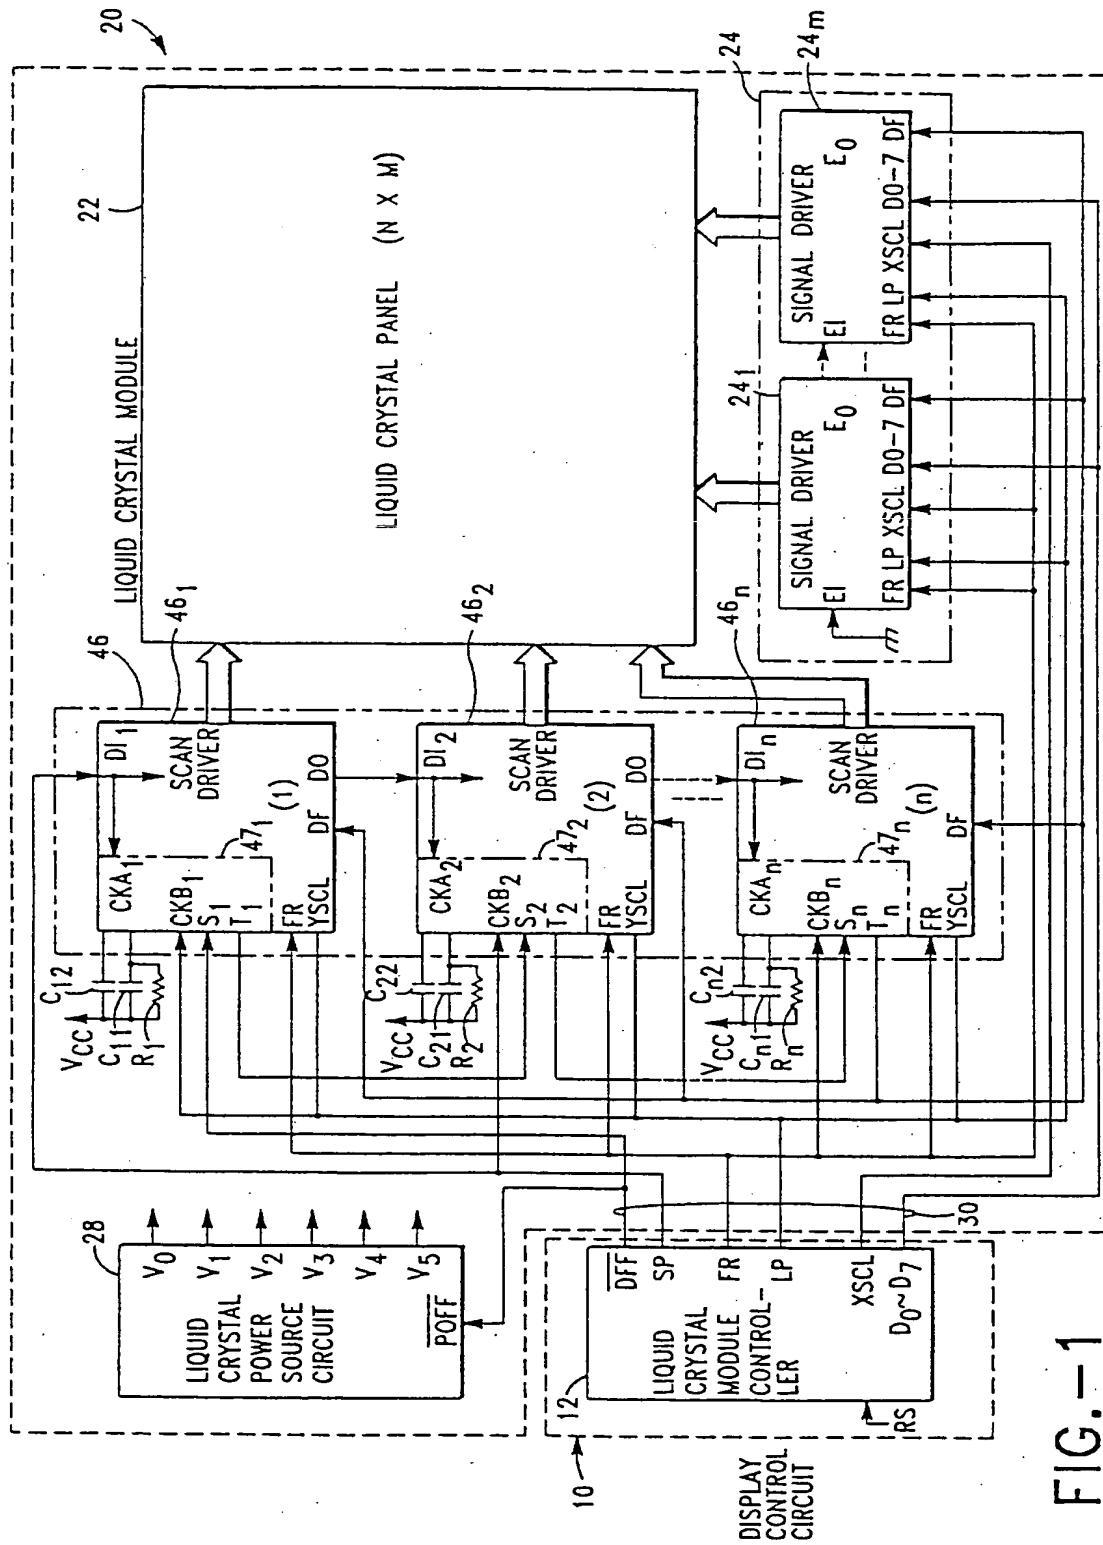 20
LIQUID CRYSTAL MODULE
22
LIQUID CRYSTAL PANEL (N X M)
46
46₁
DI₁
SCAN
DRIVER
(1)
47₁
CKA₁
CKB₁
S₁
T₁
FR
YSCL
DF
DO
C₁₂
VCC
C₁₁
R₁
46₂
DI₂
SCAN
DRIVER
(2)
47₂
CKA₂
CKB₂
S₂
T₂
FR
YSCL
DF
DO
C₂₂
VCC
C₂₁
R₂
46ₙ
DIₙ
SCAN
DRIVER
(n)
47ₙ
CKAₙ
CKBₙ
Sₙ
Tₙ
FR
YSCL
DF
Cₙ₂
VCC
Cₙ₁
Rₙ
24
24₁
SIGNAL DRIVER
EI E₀
FR LP XSCL D0-7 DF
24m
SIGNAL DRIVER
EI E₀
FR LP XSCL D0-7 DF
28
LIQUID
CRYSTAL
POWER
SOURCE
CIRCUIT
V₀
V₁
V₂
V₃
V₄
V₅
P̅O̅F̅F̅
30
10
DISPLAY
CONTROL
CIRCUIT
12
LIQUID
CRYSTAL
MODULE
CONTROL-
LER
D̅F̅F̅
SP
FR
LP
XSCL
D₀~D₇
RS
FIG.-1